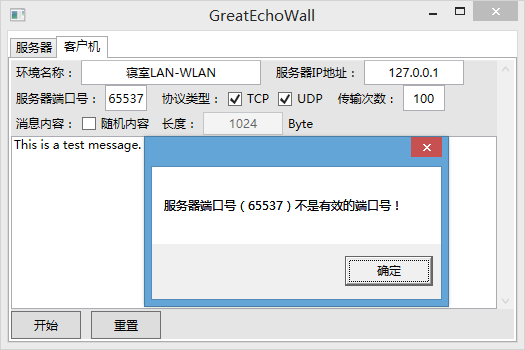 GreatEchoWall
服务器 客户机
环境名称： 寝室LAN-WLAN 服务器IP地址： 127.0.0.1
服务器端口号： 65537 协议类型： TCP UDP 传输次数： 100
消息内容： 随机内容 长度： 1024 Byte
This is a test message.
服务器端口号（65537）不是有效的端口号！
确定
开始 重置